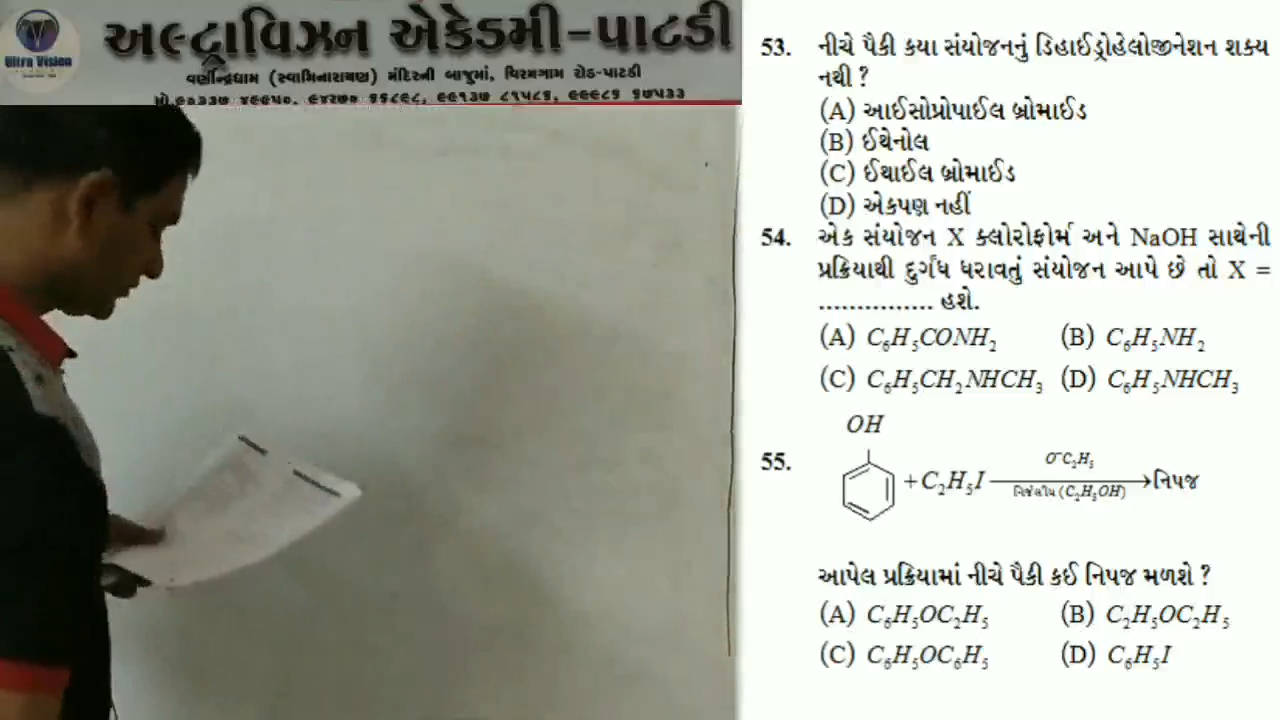 Ultra Vision
અલ્ટ્રાવિઝન એકેડમી – પાટડી
વર્ણીન્દ્રધામ (સ્વામિનારાયણ) મંદિરની બાજુમાં, વિરમગામ રોડ-પાટડી
53. નીચે પૈકી કયા સંયોજનનું ડિહાઈડ્રોહેલોજીનેશન શક્ય
નથી ?
(A) આઈસોપ્રોપાઈલ બ્રોમાઈડ
(B) ઈથેનોલ
(C) ઈથાઈલ બ્રોમાઈડ
(D) એકપણ નહીં
54. એક સંયોજન X ક્લોરોફોર્મ અને NaOH સાથેની
પ્રક્રિયાથી દુર્ગંધ ધરાવતું સંયોજન આપે છે તો X =
................ હશે.
(A) C₆H₅CONH₂ (B) C₆H₅NH₂
(C) C₆H₅CH₂NHCH₃ (D) C₆H₅NHCH₃
OH
55. + C₂H₅I O⁻C₂H₅ નિર્જળીય (C₂H₅OH) → નિપજ
આપેલ પ્રક્રિયામાં નીચે પૈકી કઈ નિપજ મળશે ?
(A) C₆H₅OC₂H₅ (B) C₂H₅OC₂H₅
(C) C₆H₅OC₆H₅ (D) C₆H₅I